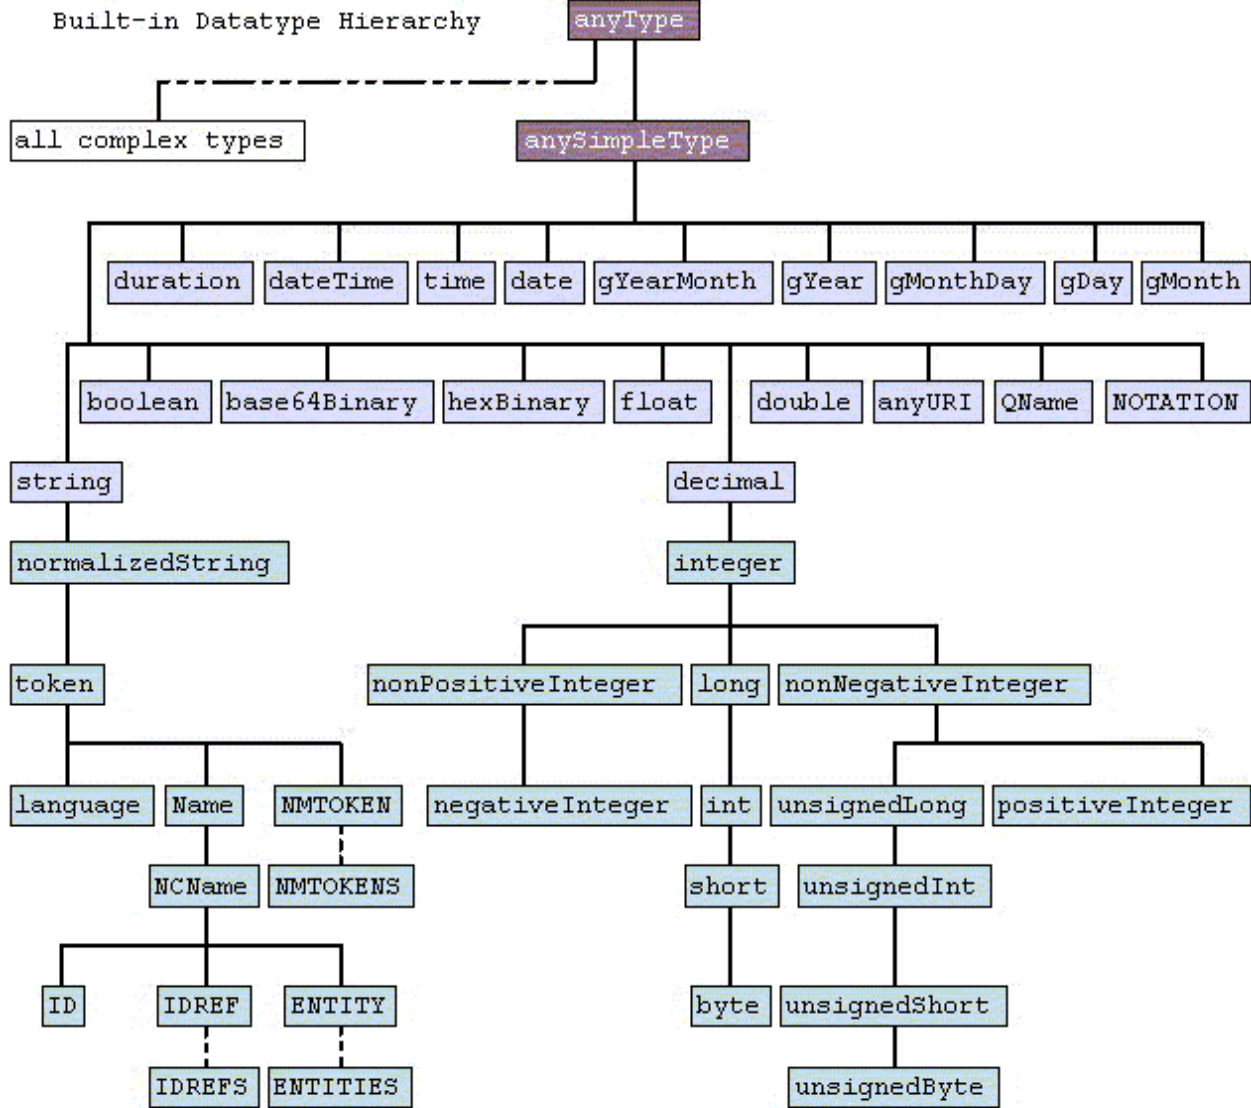 Built-in Datatype Hierarchy anyType
all complex types anySimpleType
duration dateTime time date gYearMonth gYear gMonthDay gDay gMonth
boolean base64Binary hexBinary float double anyURI QName NOTATION
string decimal
normalizedString integer
token nonPositiveInteger long nonNegativeInteger
language Name NMTOKEN negativeInteger int unsignedLong positiveInteger
NCName NMTOKENS short unsignedInt
ID IDREF ENTITY byte unsignedShort
IDREFS ENTITIES unsignedByte